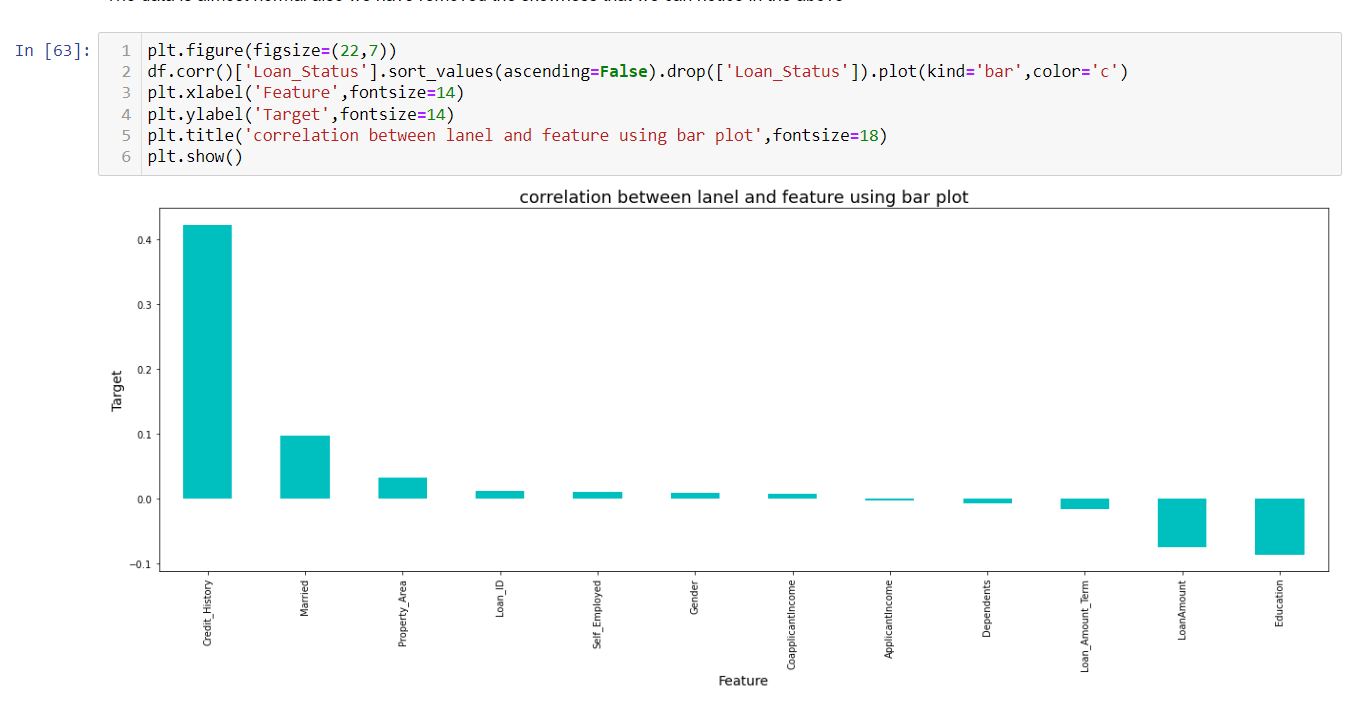 In [63]:
1 plt.figure(figsize=(22,7))
2 df.corr()['Loan_Status'].sort_values(ascending=False).drop(['Loan_Status']).plot(kind='bar',color='c')
3 plt.xlabel('Feature',fontsize=14)
4 plt.ylabel('Target',fontsize=14)
5 plt.title('correlation between lanel and feature using bar plot',fontsize=18)
6 plt.show()
correlation between lanel and feature using bar plot
Target
0.4
0.3
0.2
0.1
0.0
−0.1
Credit_History
Married
Property_Area
Loan_ID
Self_Employed
Gender
CoapplicantIncome
ApplicantIncome
Dependents
Loan_Amount_Term
LoanAmount
Education
Feature